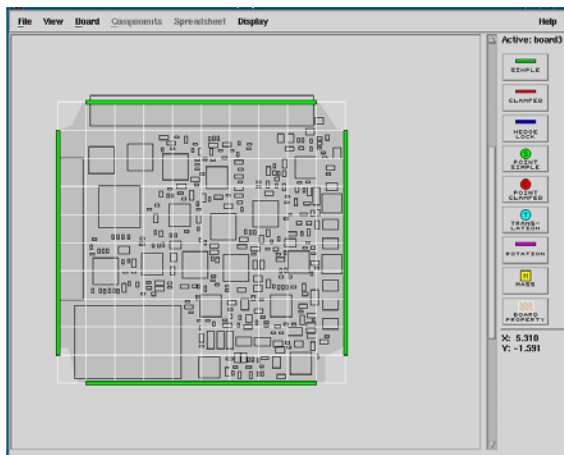 File View Board Components Spreadsheet Display Help
Active: board3
SIMPLE
CLAMPED
WEDGE
LOCK
S
POINT
SIMPLE
C
POINT
CLAMPED
T
TRANS-
LATION
ROTATION
M
MASS
BOARD
PROPERTY
X: 5.310
Y: -1.591